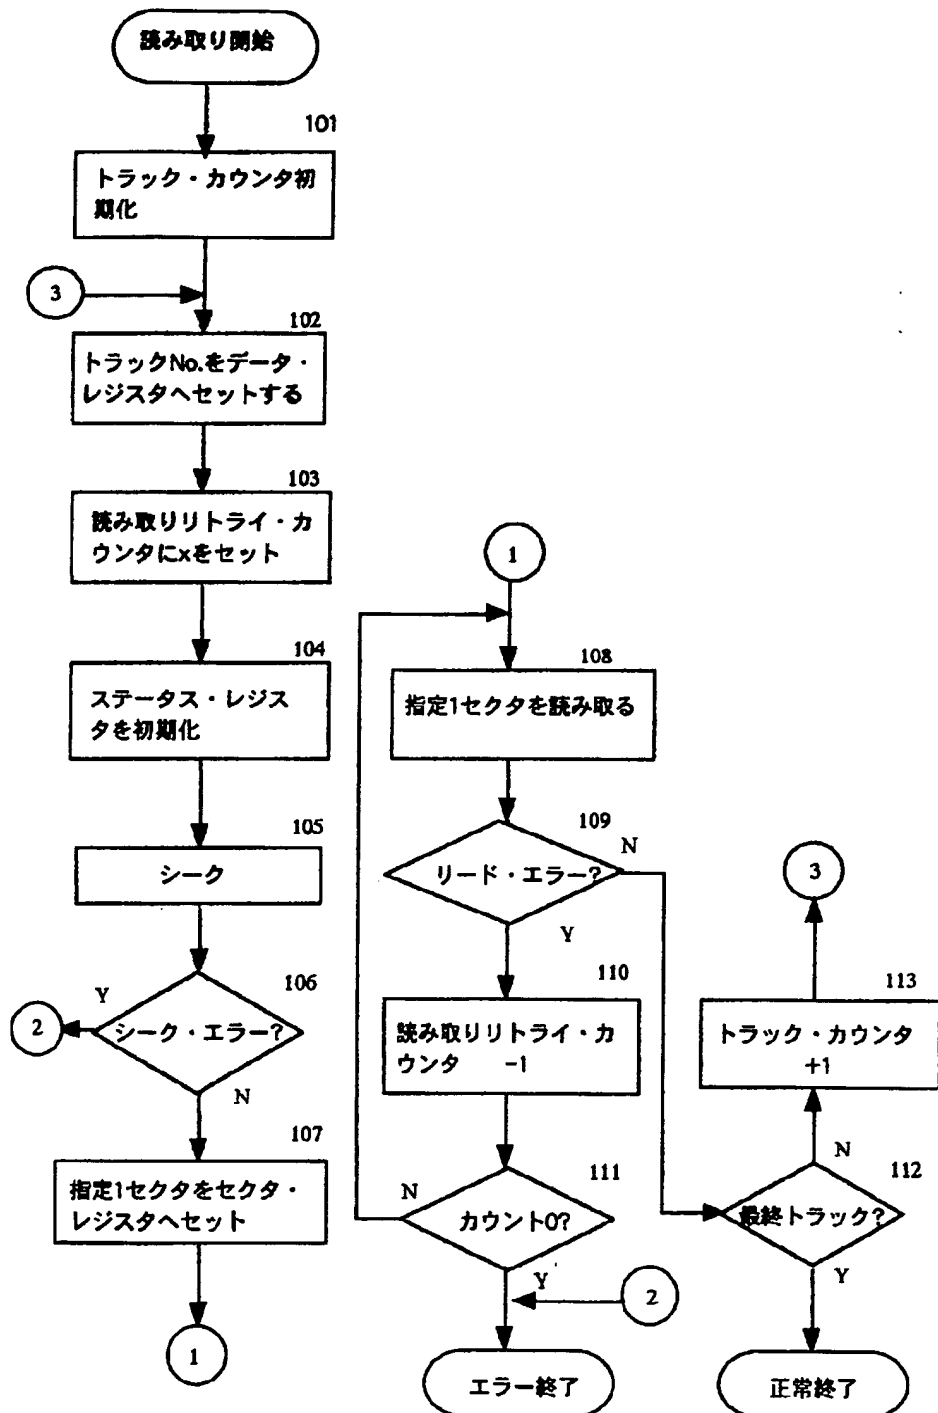 読み取り開始
101
トラック・カウンタ初
期化
3
102
トラックNo.をデータ・
レジスタへセットする
103
読み取りリトライ・カ
ウンタにxをセット
104
ステータス・レジス
タを初期化
105
シーク
106
Y
2
シーク・エラー?
N
107
指定1セクタをセクタ・
レジスタへセット
1
1
108
指定1セクタを読み取る
109
N
リード・エラー?
Y
110
読み取りリトライ・カ
ウンタ -1
111
N
カウント0?
Y
2
エラー終了
3
113
トラック・カウンタ
+1
N
112
最終トラック?
Y
正常終了